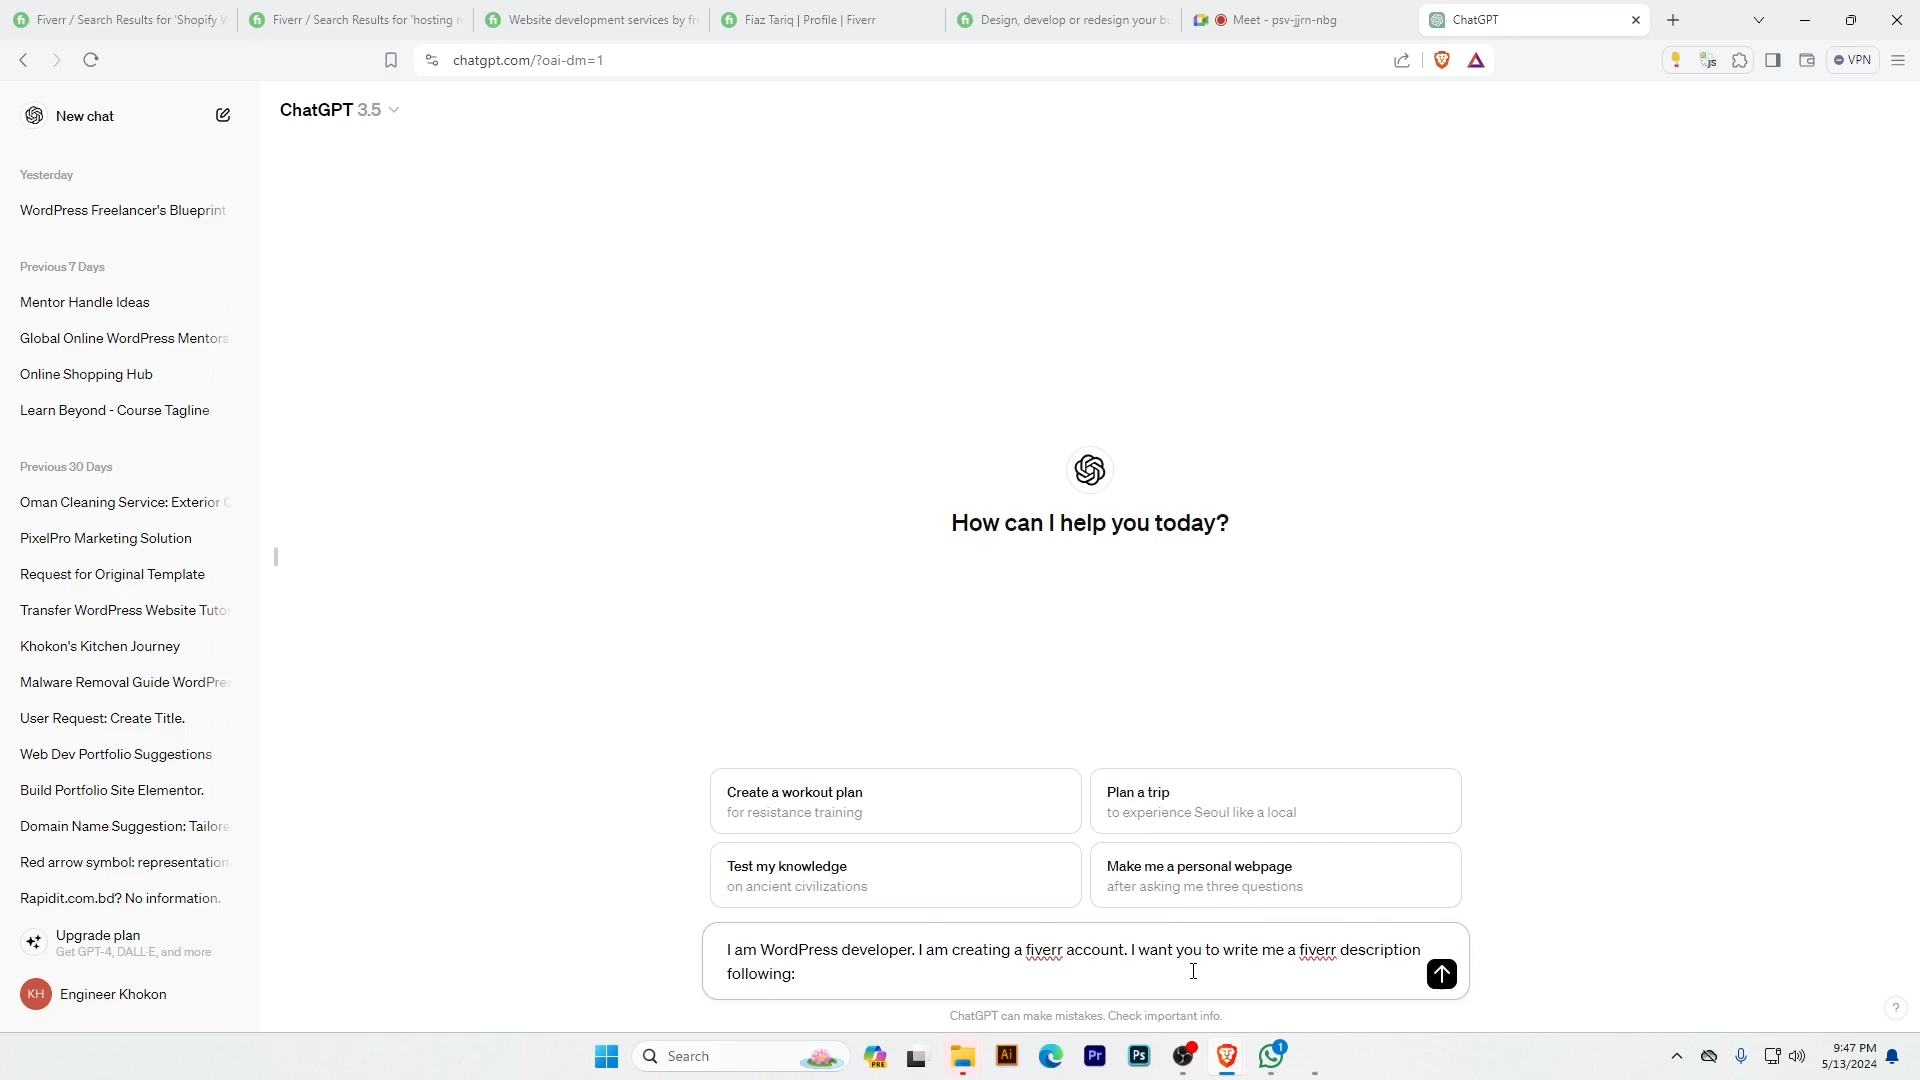 Fiverr / Search Results for 'Shopify W
Fiverr / Search Results for 'hosting m
Website development services by fr
Fiaz Tariq | Profile | Fiverr
Design, develop or redesign your bu
Meet - psv-jjrn-nbg
ChatGPT
chatgpt.com/?oai-dm=1
VPN
New chat
ChatGPT 3.5
Yesterday
WordPress Freelancer's Blueprint
Previous 7 Days
Mentor Handle Ideas
Global Online WordPress Mentors
Online Shopping Hub
Learn Beyond - Course Tagline
Previous 30 Days
Oman Cleaning Service: Exterior C
PixelPro Marketing Solution
Request for Original Template
Transfer WordPress Website Tutor
Khokon's Kitchen Journey
Malware Removal Guide WordPres
User Request: Create Title.
Web Dev Portfolio Suggestions
Build Portfolio Site Elementor.
Domain Name Suggestion: Tailore
Red arrow symbol: representation
Rapidit.com.bd? No information.
Upgrade plan
Get GPT-4, DALL·E, and more
KH
Engineer Khokon
How can I help you today?
Create a workout plan
for resistance training
Plan a trip
to experience Seoul like a local
Test my knowledge
on ancient civilizations
Make me a personal webpage
after asking me three questions
I am WordPress developer. I am creating a fiverr account. I want you to write me a fiverr description
following:
ChatGPT can make mistakes. Check important info.
?
Search
PRE
Ai
Pr
Ps
1
9:47 PM
5/13/2024